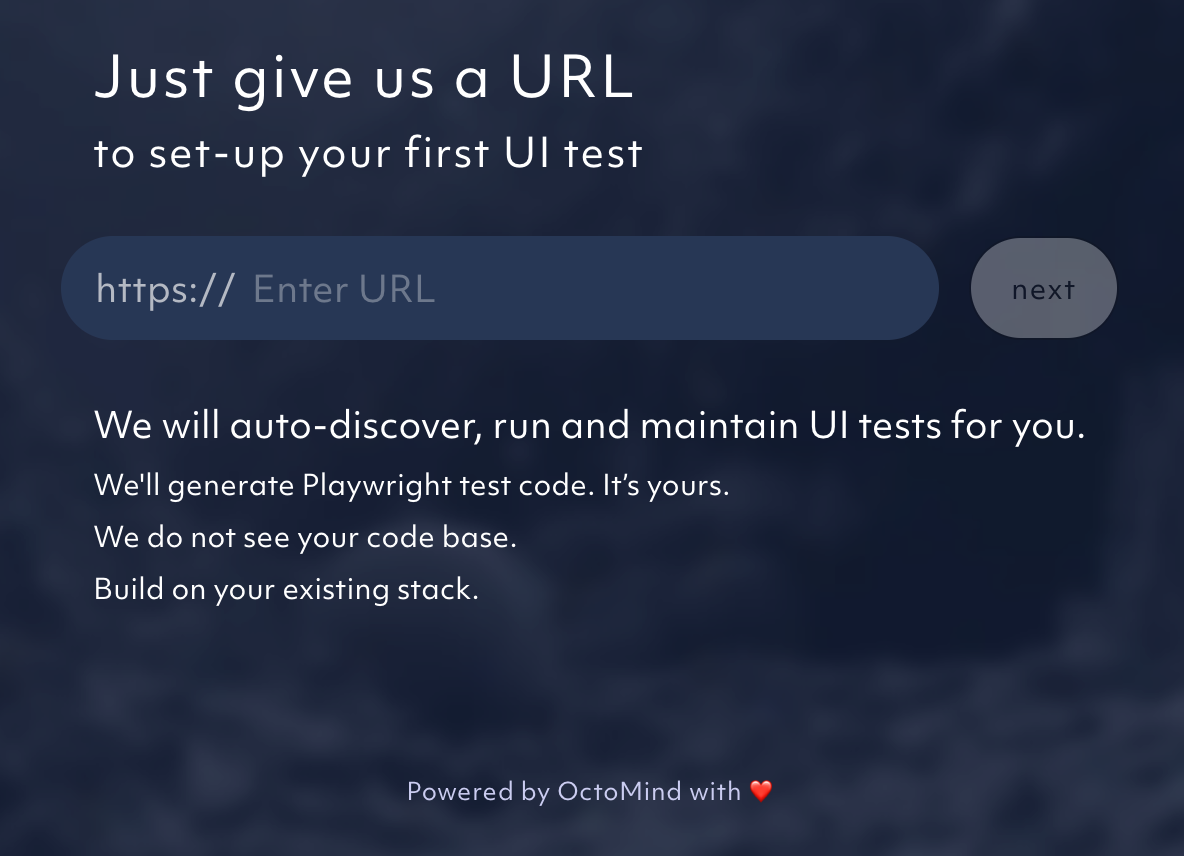 Just give us a URL
to set-up your first UI test
https:// Enter URL
next
We will auto-discover, run and maintain UI tests for you.
We'll generate Playwright test code. It’s yours.
We do not see your code base.
Build on your existing stack.
Powered by OctoMind with ❤️